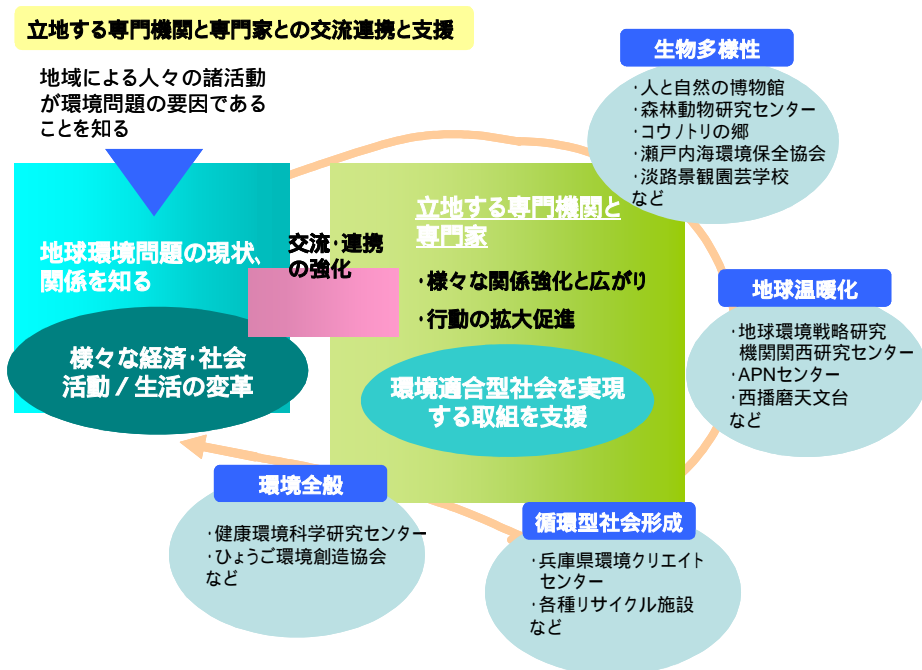 立地する専門機関と専門家との交流連携と支援
地域による人々の諸活動
が環境問題の要因である
ことを知る
地球環境問題の現状、
関係を知る
様々な経済・社会
活動/生活の変革
交流・連携
の強化
立地する専門機関と
専門家
・様々な関係強化と広がり
・行動の拡大促進
環境適合型社会を実現
する取組を支援
生物多様性
・人と自然の博物館
・森林動物研究センター
・コウノトリの郷
・瀬戸内海環境保全協会
・淡路景観園芸学校
など
地球温暖化
・地球環境戦略研究
機関関西研究センター
・APNセンター
・西播磨天文台
など
循環型社会形成
・兵庫県環境クリエイト
センター
・各種リサイクル施設
など
環境全般
・健康環境科学研究センター
・ひょうご環境創造協会
など